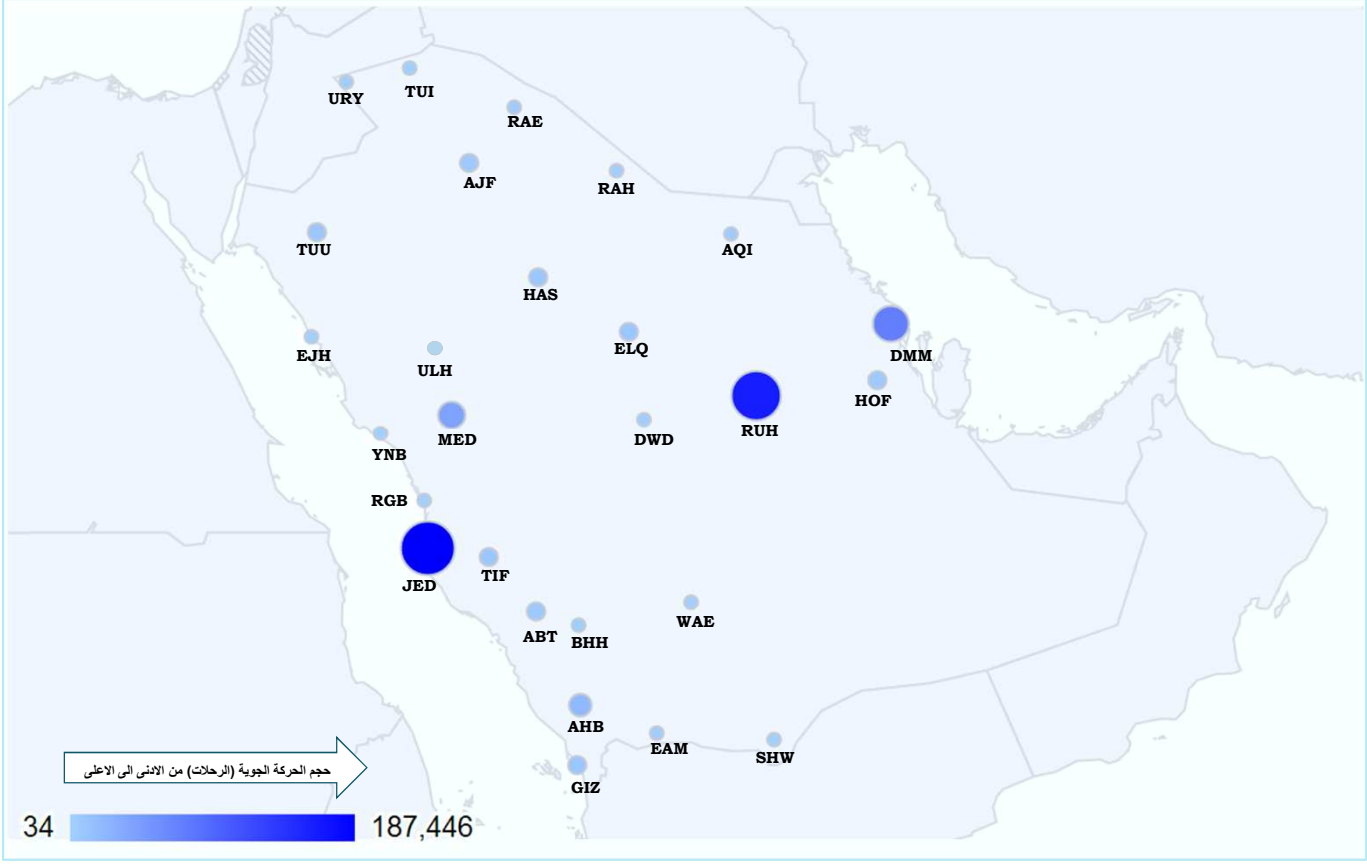 URY
TUI
RAE
AJF
RAH
TUU
AQI
HAS
EJH
ULH
ELQ
DMM
HOF
MED
DWD
RUH
YNB
RGB
JED
TIF
ABT
BHH
WAE
AHB
EAM
SHW
GIZ
حجم الحركة الجوية (الرحلات) من الادنى الى الاعلى
34
187,446